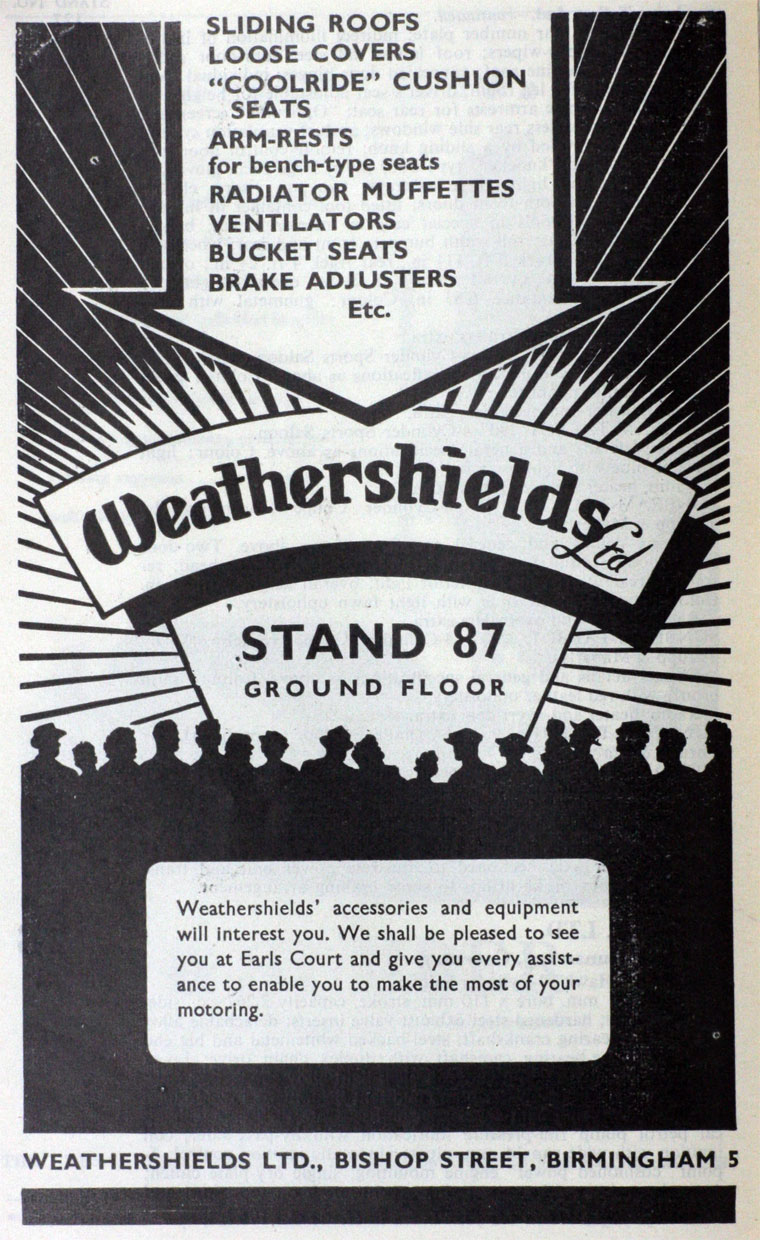 SLIDING ROOFS
LOOSE COVERS
“COOLRIDE” CUSHION
SEATS
ARMRESTS
for bench-type seats
RADIATOR MUFFETTES
VENTILATORS
BUCKET SEATS
BRAKE ADJUSTERS
Etc.
Weathershields Ltd
STAND 87
GROUND FLOOR
Weathershields’ accessories and equipment
will interest you. We shall be pleased to see
you at Earls Court and give you every assist-
ance to enable you to make the most of your
motoring.
WEATHERSHIELDS LTD., BISHOP STREET, BIRMINGHAM 5